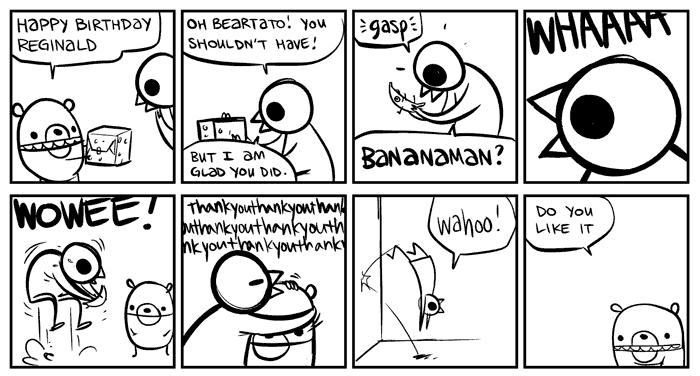 HAPPY BIRTHDAY
REGINALD
OH BEARTATO! YOU
SHOULDN'T HAVE!
BUT I AM
GLAD YOU DID.
gasp
BANANAMAN?
WHAAAA
WOWEE!
thankyouthankyouthank
uthankyouthankyouth
nkyouthankyouthanky
wahoo!
DO YOU
LIKE IT